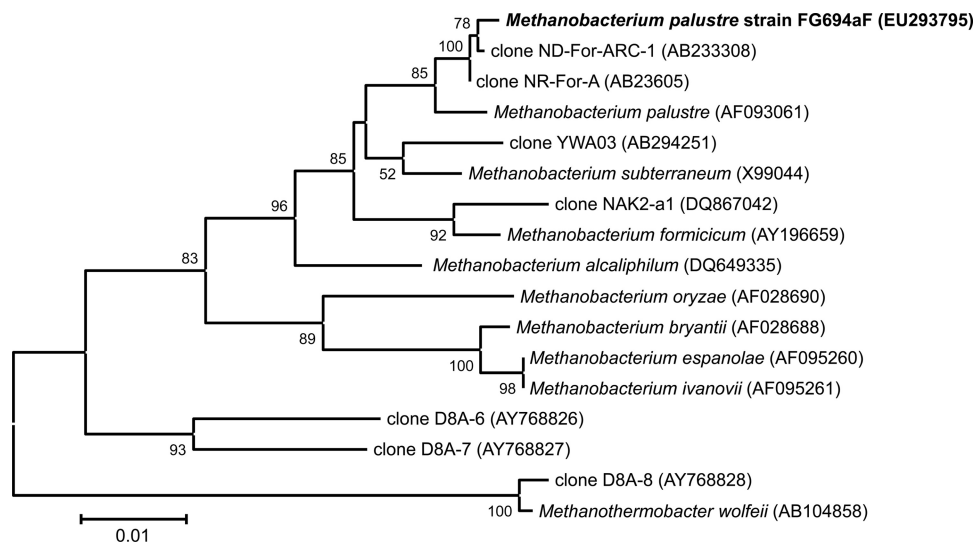 78 Methanobacterium palustre strain FG694aF (EU293795)
100 clone ND-For-ARC-1 (AB233308)
clone NR-For-A (AB23605)
85
Methanobacterium palustre (AF093061)
clone YWA03 (AB294251)
85
52 Methanobacterium subterraneum (X99044)
96 clone NAK2-a1 (DQ867042)
92 Methanobacterium formicicum (AY196659)
83 Methanobacterium alcaliphilum (DQ649335)
Methanobacterium oryzae (AF028690)
89 Methanobacterium bryantii (AF028688)
100 Methanobacterium espanolae (AF095260)
98 Methanobacterium ivanovii (AF095261)
clone D8A-6 (AY768826)
93 clone D8A-7 (AY768827)
clone D8A-8 (AY768828)
100 Methanothermobacter wolfeii (AB104858)
0.01